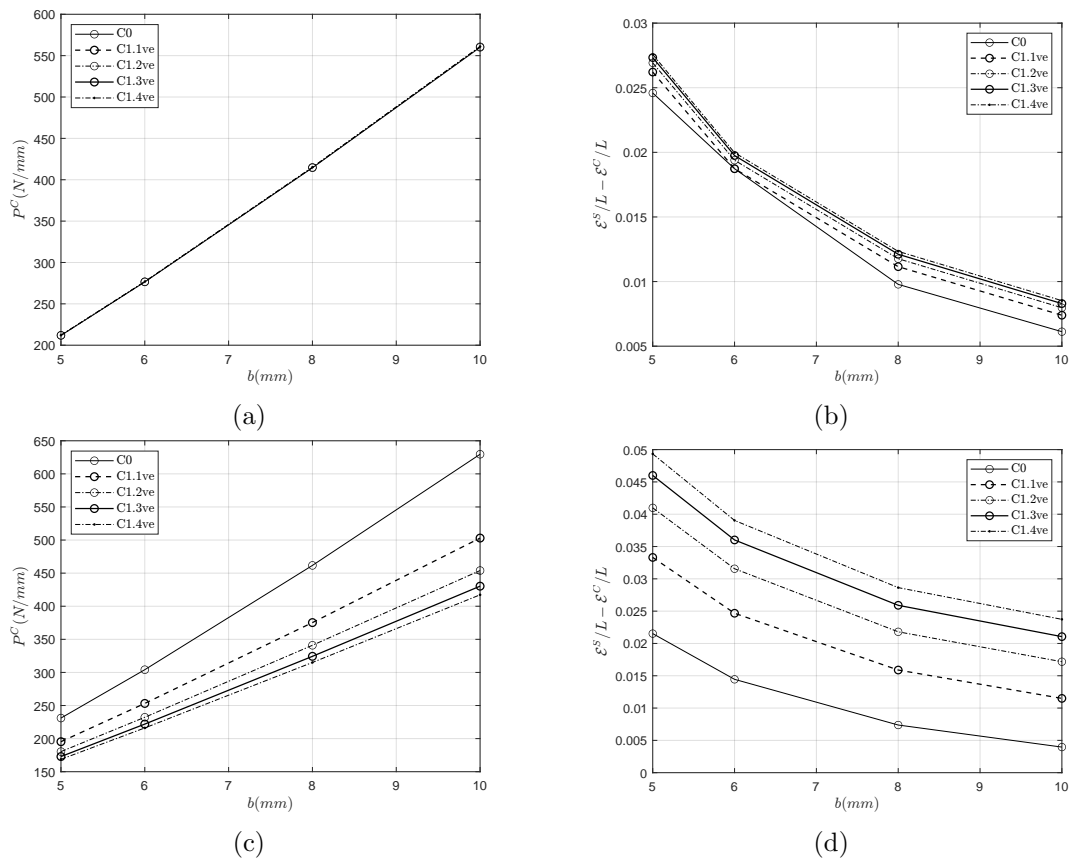 600
550
500
450
400
350
300
250
200
P^C(N/mm)
C0
C1.1ve
C1.2ve
C1.3ve
C1.4ve
5 6 7 8 9 10
b(mm)
(a)
0.03
0.025
0.02
0.015
0.01
0.005
ℰ^S/L − ℰ^C/L
C0
C1.1ve
C1.2ve
C1.3ve
C1.4ve
5 6 7 8 9 10
b(mm)
(b)
650
600
550
500
450
400
350
300
250
200
150
P^C(N/mm)
C0
C1.1ve
C1.2ve
C1.3ve
C1.4ve
5 6 7 8 9 10
b(mm)
(c)
0.05
0.045
0.04
0.035
0.03
0.025
0.02
0.015
0.01
0.005
0
ℰ^S/L − ℰ^C/L
C0
C1.1ve
C1.2ve
C1.3ve
C1.4ve
5 6 7 8 9 10
b(mm)
(d)